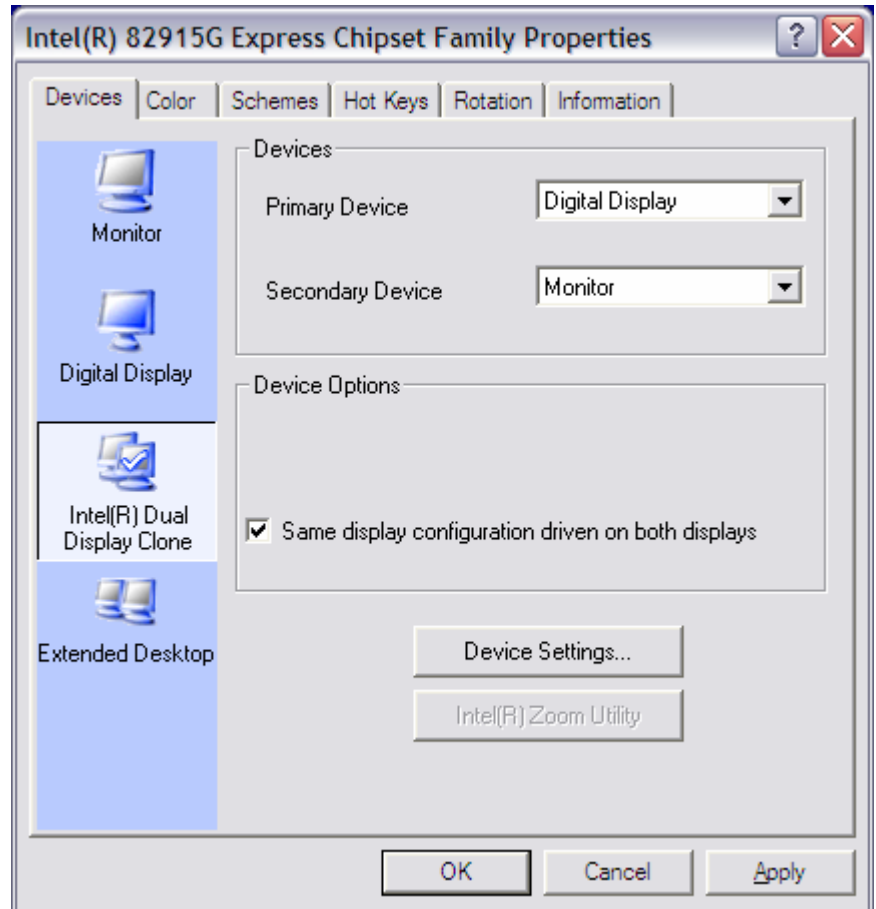 Intel(R) 82915G Express Chipset Family Properties
?
Devices
Color
Schemes
Hot Keys
Rotation
Information
Monitor
Digital Display
Intel(R) Dual
Display Clone
Extended Desktop
Devices
Primary Device
Digital Display
Secondary Device
Monitor
Device Options
Same display configuration driven on both displays
Device Settings...
Intel(R) Zoom Utility
OK
Cancel
Apply